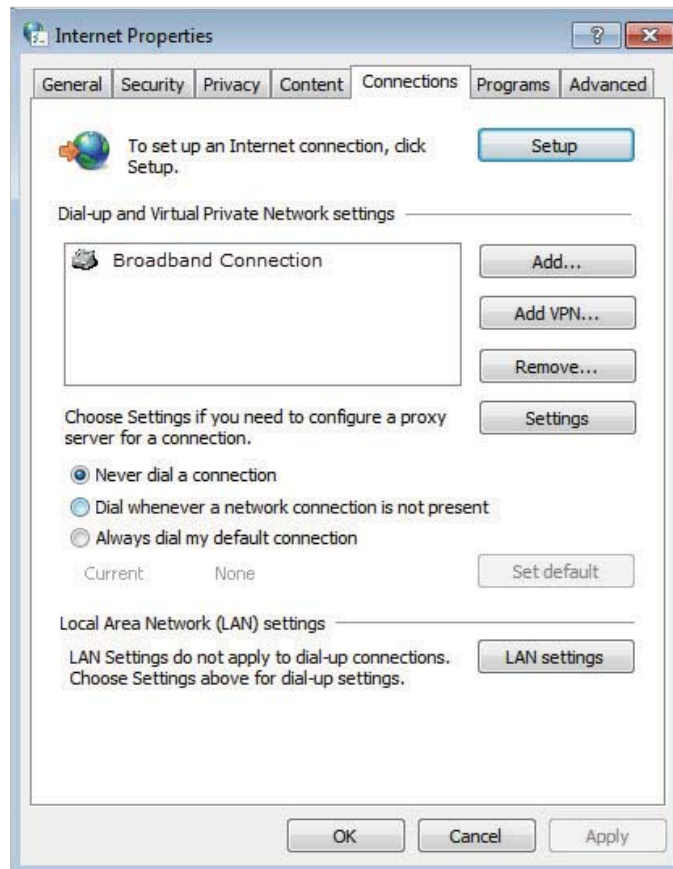 Internet Properties
General Security Privacy Content Connections Programs Advanced
To set up an Internet connection, click
Setup.
Setup
Dial-up and Virtual Private Network settings
Broadband Connection
Add...
Add VPN...
Remove...
Choose Settings if you need to configure a proxy
server for a connection.
Settings
Never dial a connection
Dial whenever a network connection is not present
Always dial my default connection
Current None
Set default
Local Area Network (LAN) settings
LAN Settings do not apply to dial-up connections.
Choose Settings above for dial-up settings.
LAN settings
OK Cancel Apply